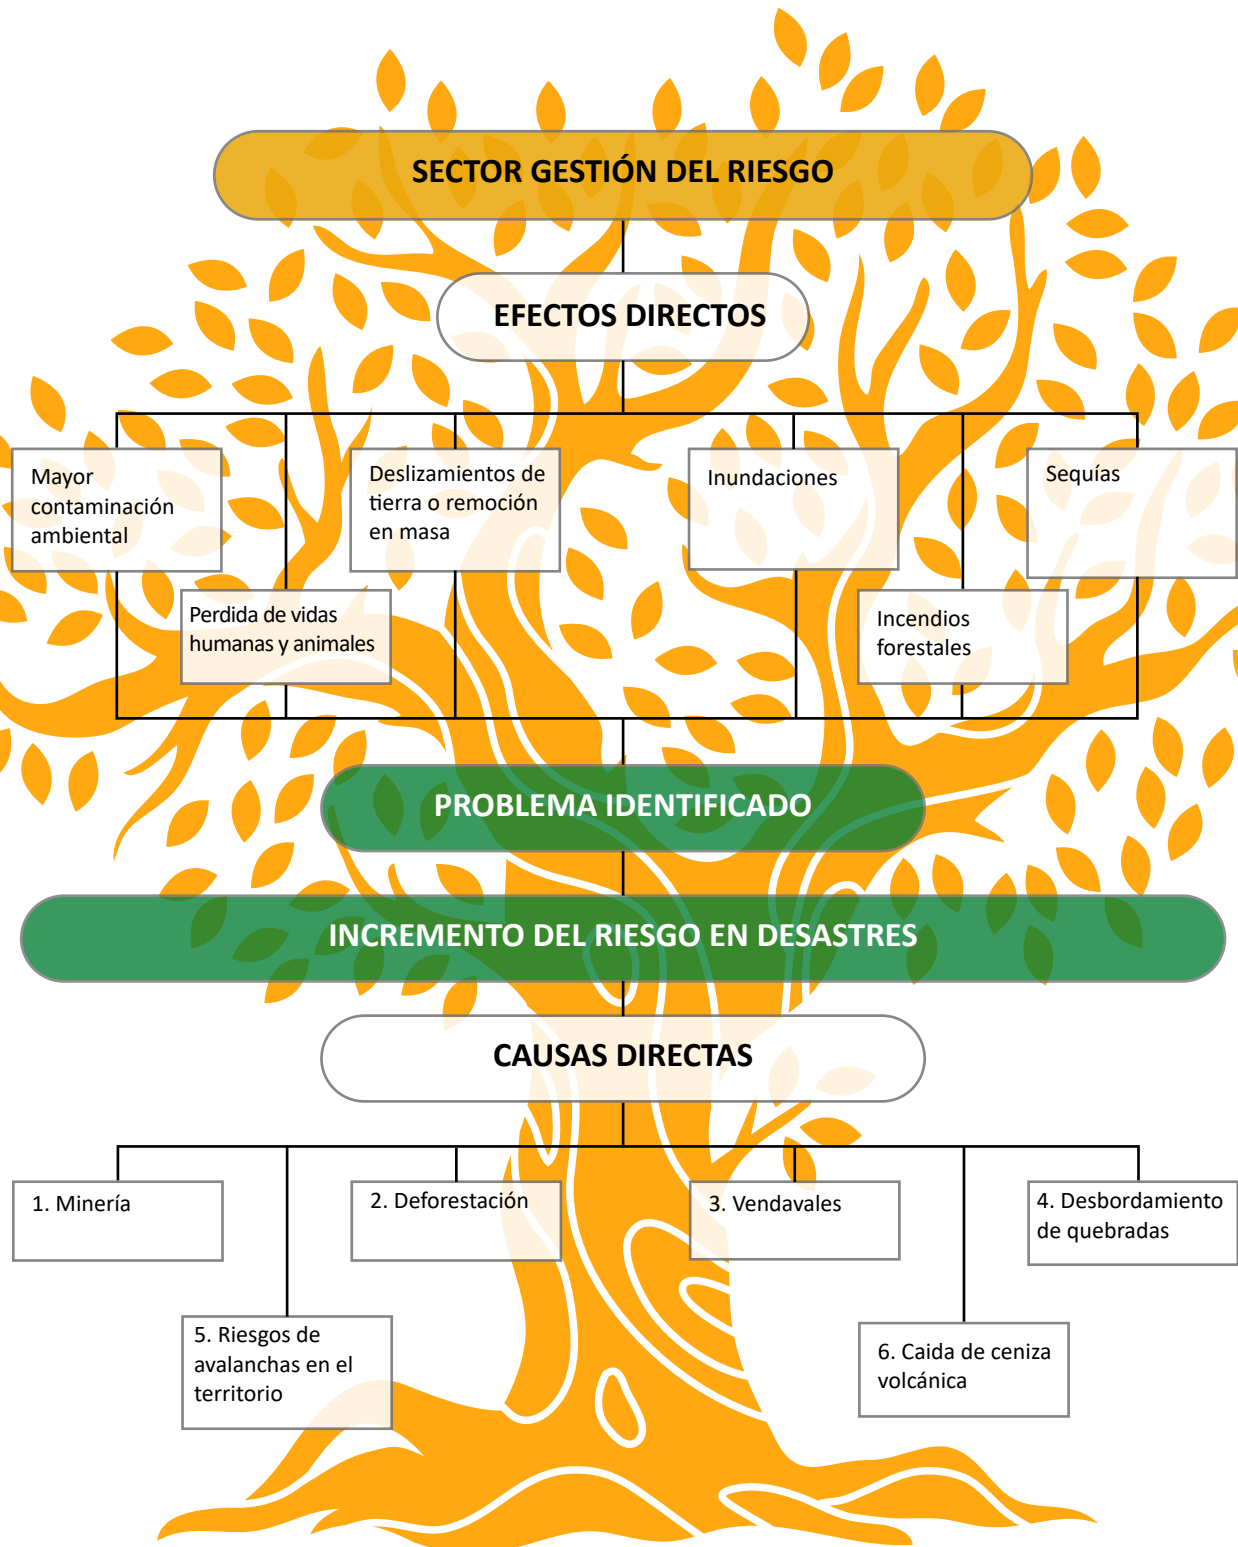 SECTOR GESTIÓN DEL RIESGO
EFECTOS DIRECTOS
Mayor
contaminación
ambiental
Deslizamientos de
tierra o remoción
en masa
Inundaciones
Sequías
Perdida de vidas
humanas y animales
Incendios
forestales
PROBLEMA IDENTIFICADO
INCREMENTO DEL RIESGO EN DESASTRES
CAUSAS DIRECTAS
1. Minería
2. Deforestación
3. Vendavales
4. Desbordamiento
de quebradas
5. Riesgos de
avalanchas en el
territorio
6. Caida de ceniza
volcánica